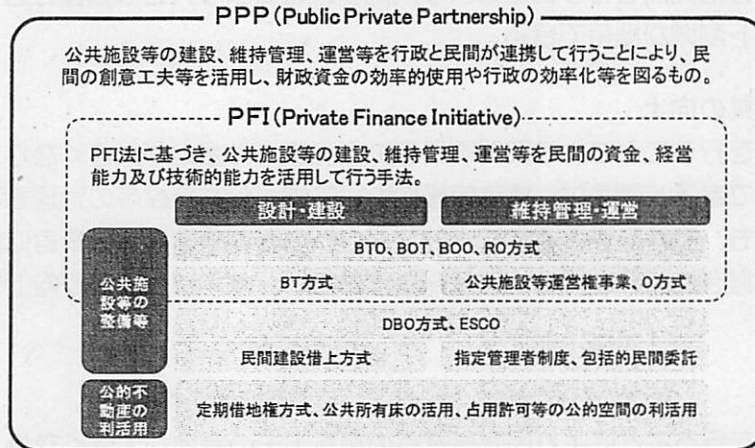 PPP(Public Private Partnership)
公共施設等の建設、維持管理、運営等を行政と民間が連携して行うことにより、民
間の創意工夫等を活用し、財政資金の効率的使用や行政の効率化等を図るもの。
PFI(Private Finance Initiative)
PFI法に基づき、公共施設等の建設、維持管理、運営等を民間の資金、経営
能力及び技術的能力を活用して行う手法。
設計・建設 維持管理・運営
公共施
設等の
整備等
BTO、BOT、BOO、RO方式
BT方式 公共施設等運営権事業、O方式
DBO方式、ESCO
民間建設借上方式 指定管理者制度、包括的民間委託
公的不
動産の
利活用
定期借地権方式、公共所有床の活用、占用許可等の公的空間の利活用